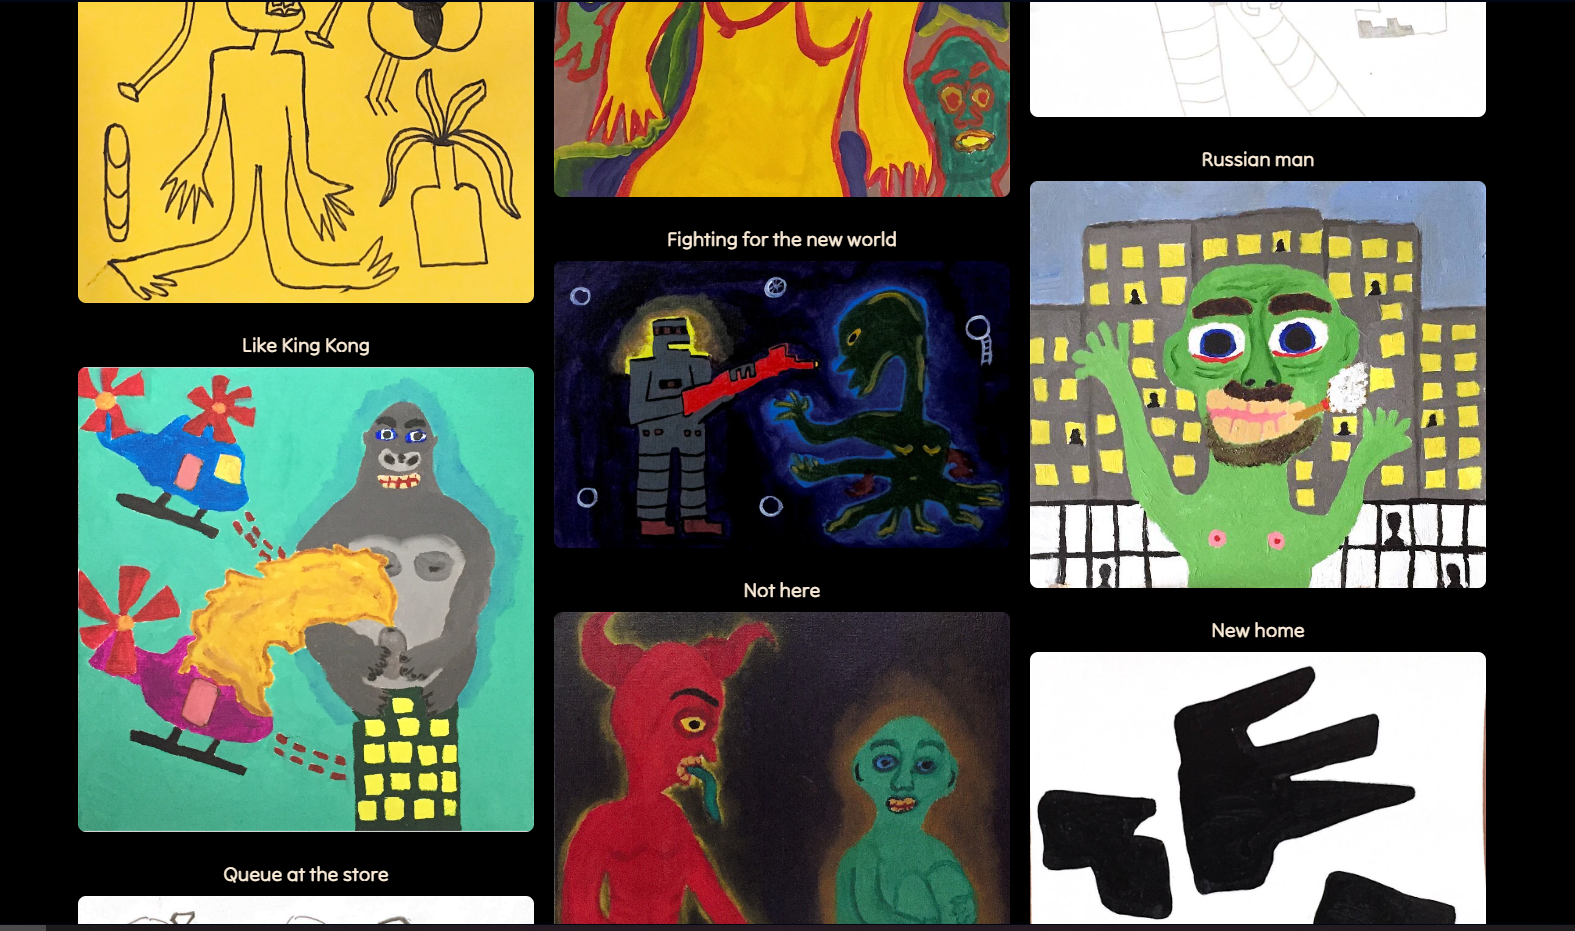 Like King Kong
Queue at the store
Fighting for the new world
Not here
Russian man
New home